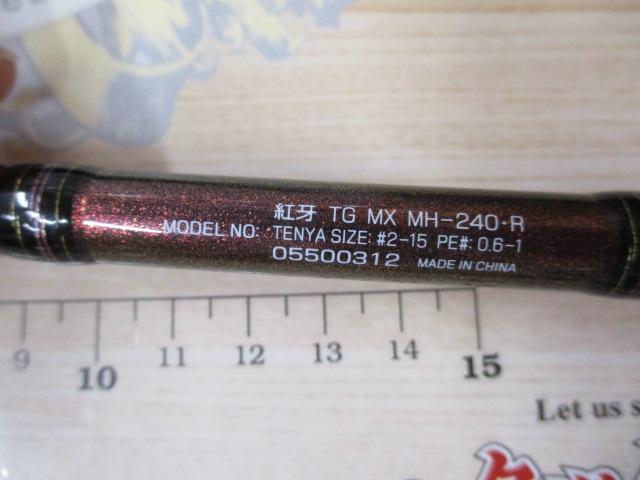 紅牙 TG MX MH-240・R
MODEL NO: TENYA SIZE: #2-15 PE#: 0.6-1
05500312 MADE IN CHINA
9 10 11 12 13 14 15
Let us s